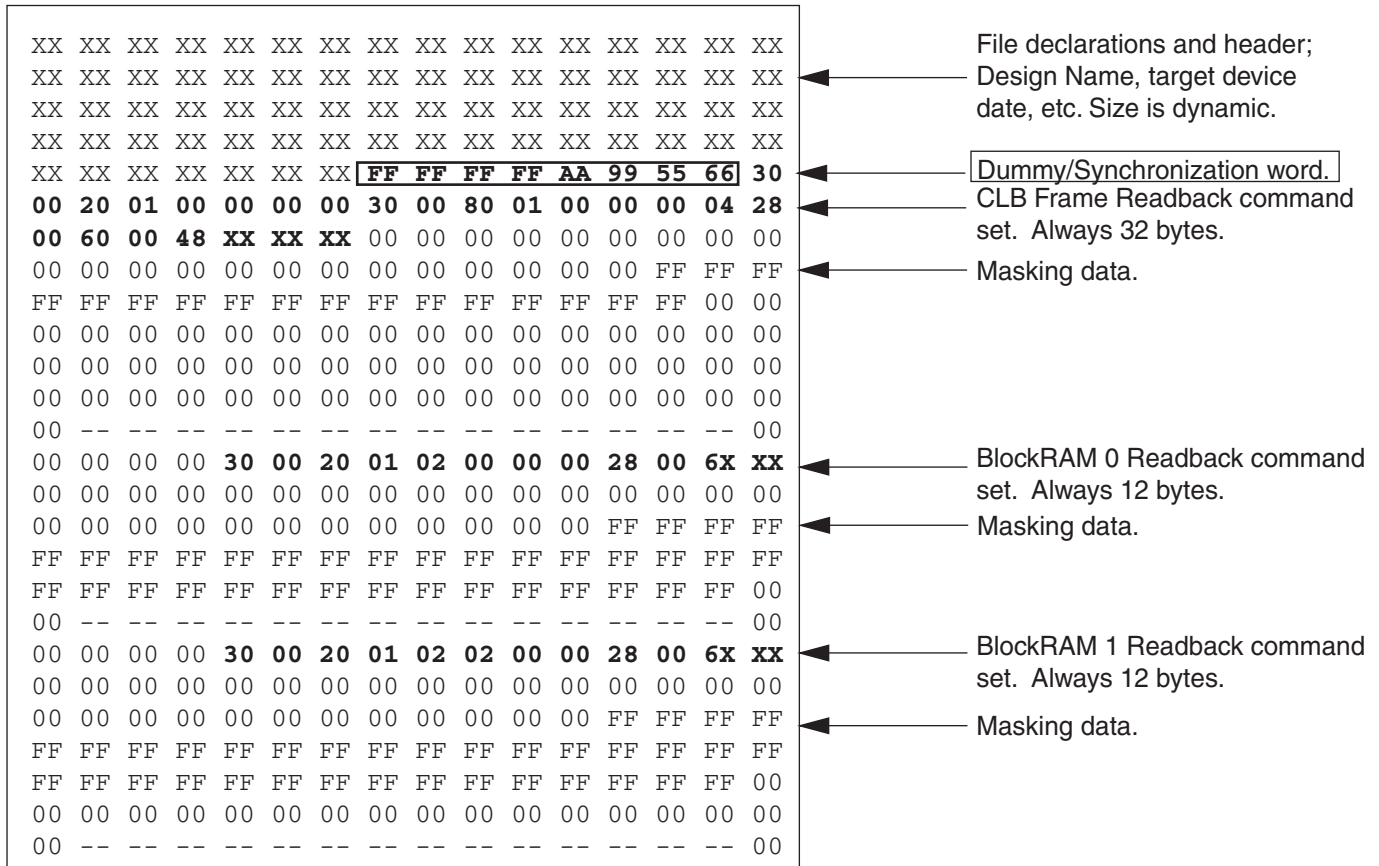 XX XX XX XX XX XX XX XX XX XX XX XX XX XX XX XX
XX XX XX XX XX XX XX XX XX XX XX XX XX XX XX XX
XX XX XX XX XX XX XX XX XX XX XX XX XX XX XX XX
XX XX XX XX XX XX XX XX XX XX XX XX XX XX XX XX
XX XX XX XX XX XX XX FF FF FF FF AA 99 55 66 30
00 20 01 00 00 00 00 30 00 80 01 00 00 00 04 28
00 60 00 48 XX XX XX 00 00 00 00 00 00 00 00 00
00 00 00 00 00 00 00 00 00 00 00 00 00 FF FF FF
FF FF FF FF FF FF FF FF FF FF FF FF FF FF 00 00
00 00 00 00 00 00 00 00 00 00 00 00 00 00 00 00
00 00 00 00 00 00 00 00 00 00 00 00 00 00 00 00
00 00 00 00 00 00 00 00 00 00 00 00 00 00 00 00
00 -- -- -- -- -- -- -- -- -- -- -- -- -- -- 00
00 00 00 00 30 00 20 01 02 00 00 00 28 00 6X XX
00 00 00 00 00 00 00 00 00 00 00 00 00 00 00 00
00 00 00 00 00 00 00 00 00 00 00 00 FF FF FF FF
FF FF FF FF FF FF FF FF FF FF FF FF FF FF FF FF
FF FF FF FF FF FF FF FF FF FF FF FF FF FF FF 00
00 -- -- -- -- -- -- -- -- -- -- -- -- -- -- 00
00 00 00 00 30 00 20 01 02 02 00 00 28 00 6X XX
00 00 00 00 00 00 00 00 00 00 00 00 00 00 00 00
00 00 00 00 00 00 00 00 00 00 00 00 FF FF FF FF
FF FF FF FF FF FF FF FF FF FF FF FF FF FF FF FF
FF FF FF FF FF FF FF FF FF FF FF FF FF FF FF 00
00 00 00 00 00 00 00 00 00 00 00 00 00 00 00 00
00 -- -- -- -- -- -- -- -- -- -- -- -- -- -- 00
File declarations and header;
Design Name, target device
date, etc. Size is dynamic.
Dummy/Synchronization word.
CLB Frame Readback command
set. Always 32 bytes.
Masking data.
BlockRAM 0 Readback command
set. Always 12 bytes.
Masking data.
BlockRAM 1 Readback command
set. Always 12 bytes.
Masking data.